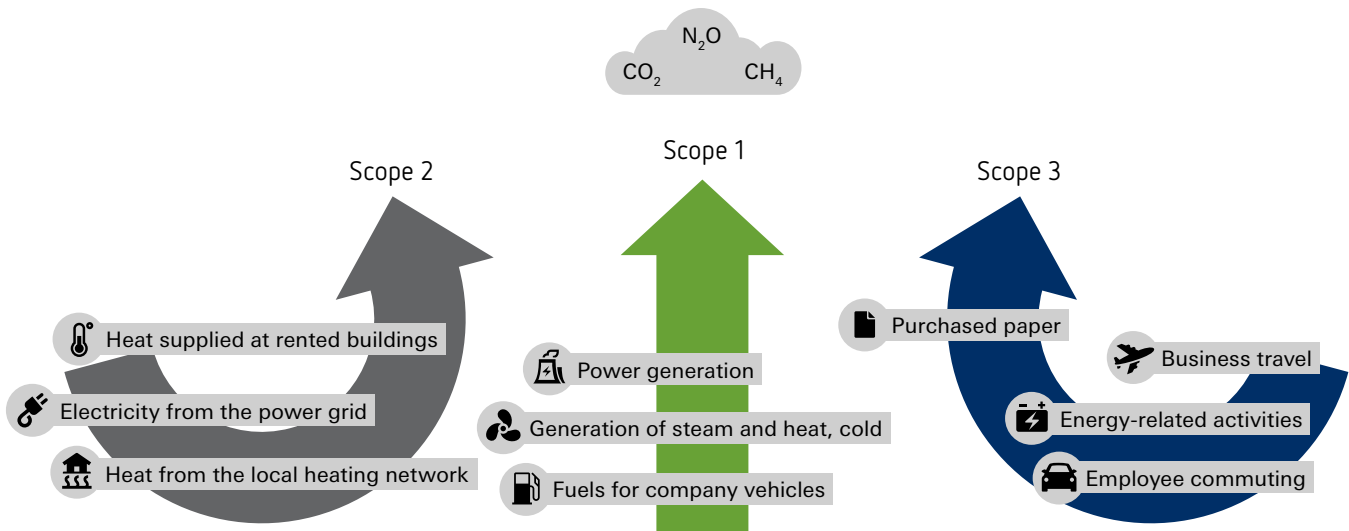 N₂O
CO₂ CH₄
Scope 2
Scope 1
Scope 3
Heat supplied at rented buildings
Electricity from the power grid
Heat from the local heating network
Power generation
Generation of steam and heat, cold
Fuels for company vehicles
Purchased paper
Business travel
Energy-related activities
Employee commuting